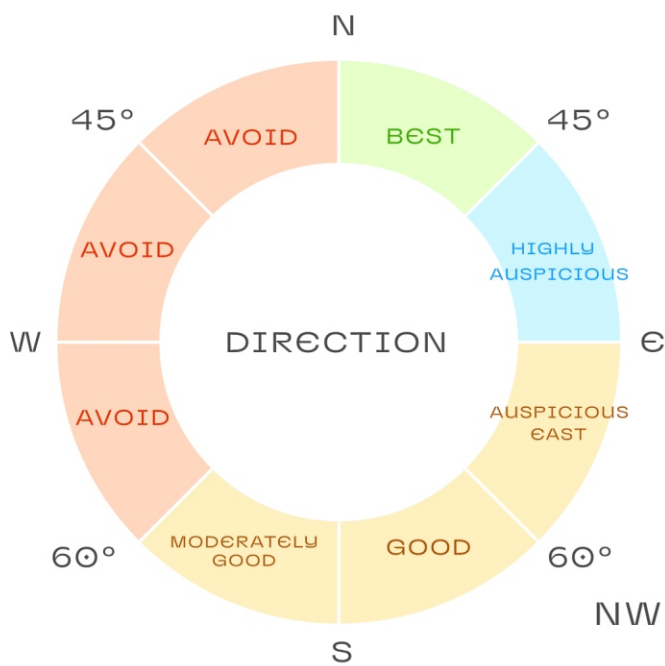 N
45°
45°
AVOID
BEST
AVOID
HIGHLY
AUSPICIOUS
W
DIRECTION
E
AVOID
AUSPICIOUS
EAST
MODERATELY
GOOD
GOOD
60°
60°
NW
S